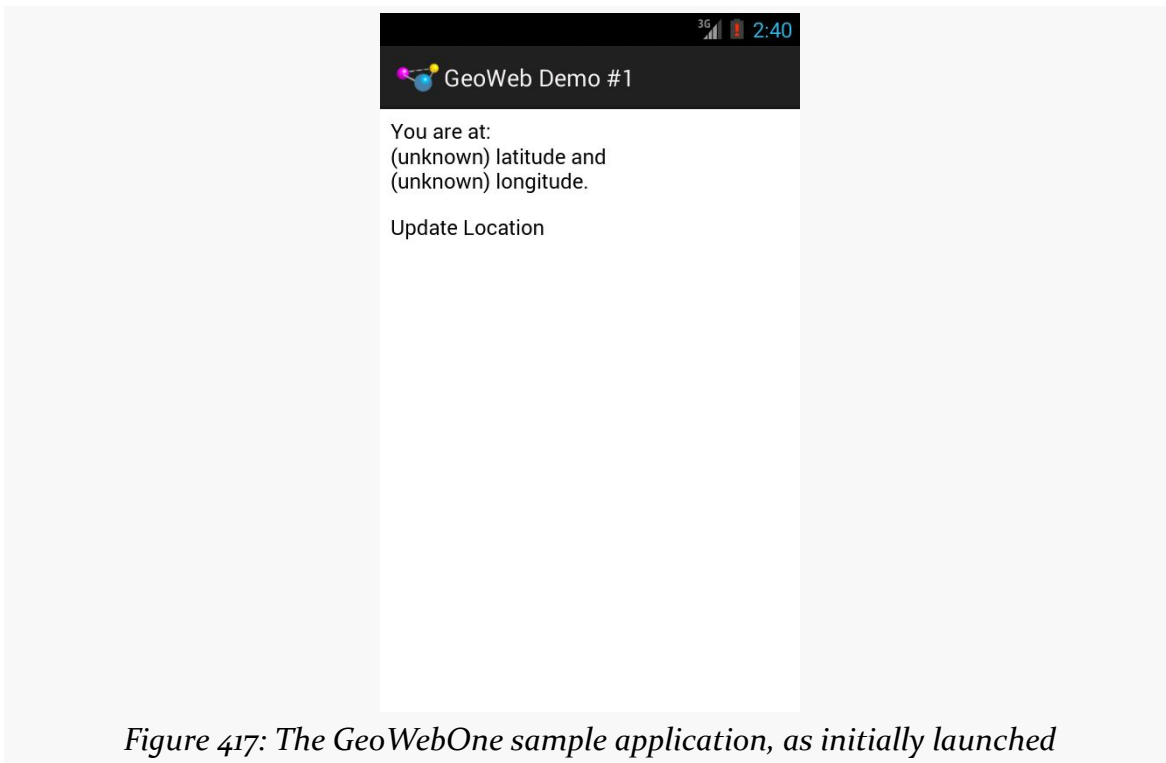 3G 2:40
GeoWeb Demo #1
You are at:
(unknown) latitude and
(unknown) longitude.
Update Location
Figure 417: The GeoWebOne sample application, as initially launched